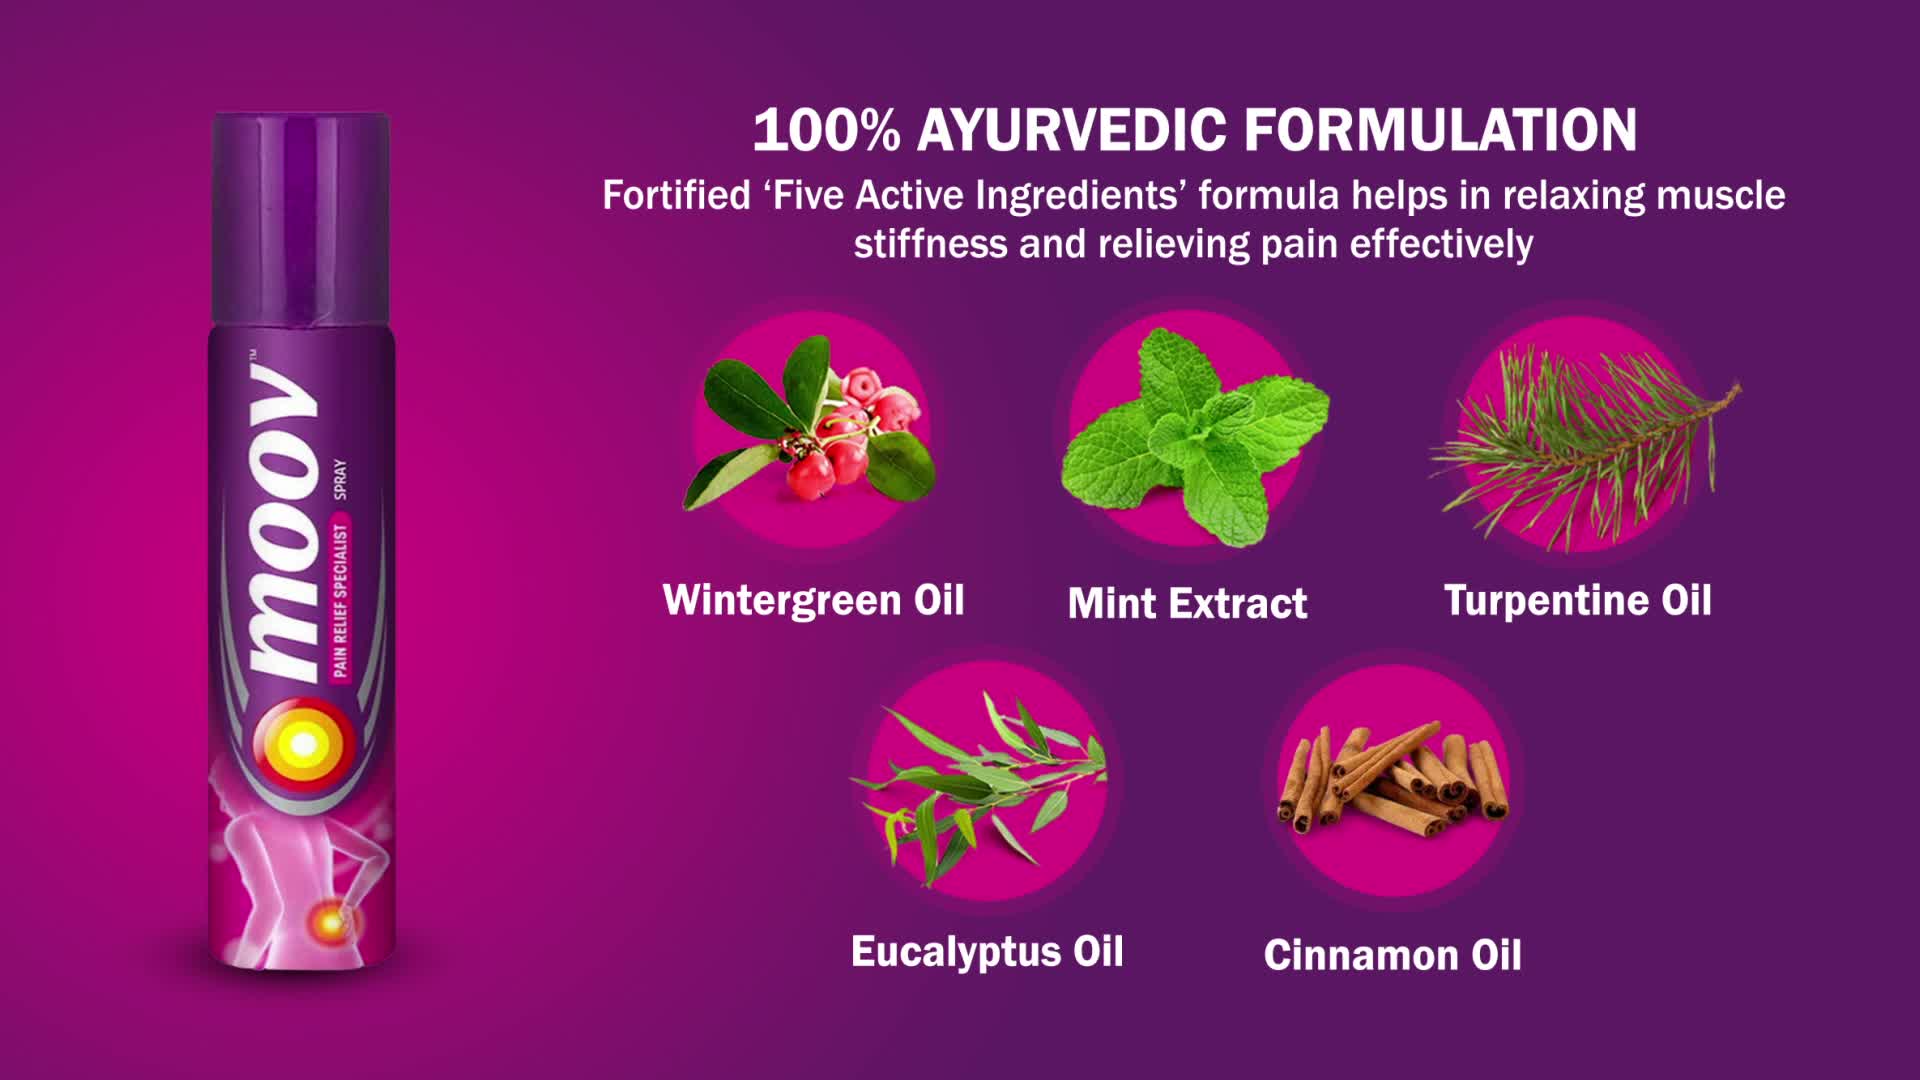 100% AYURVEDIC FORMULATION
Fortified ‘Five Active Ingredients’ formula helps in relaxing muscle
stiffness and relieving pain effectively
moov™
PAIN RELIEF SPECIALIST SPRAY
Wintergreen Oil
Mint Extract
Turpentine Oil
Eucalyptus Oil
Cinnamon Oil